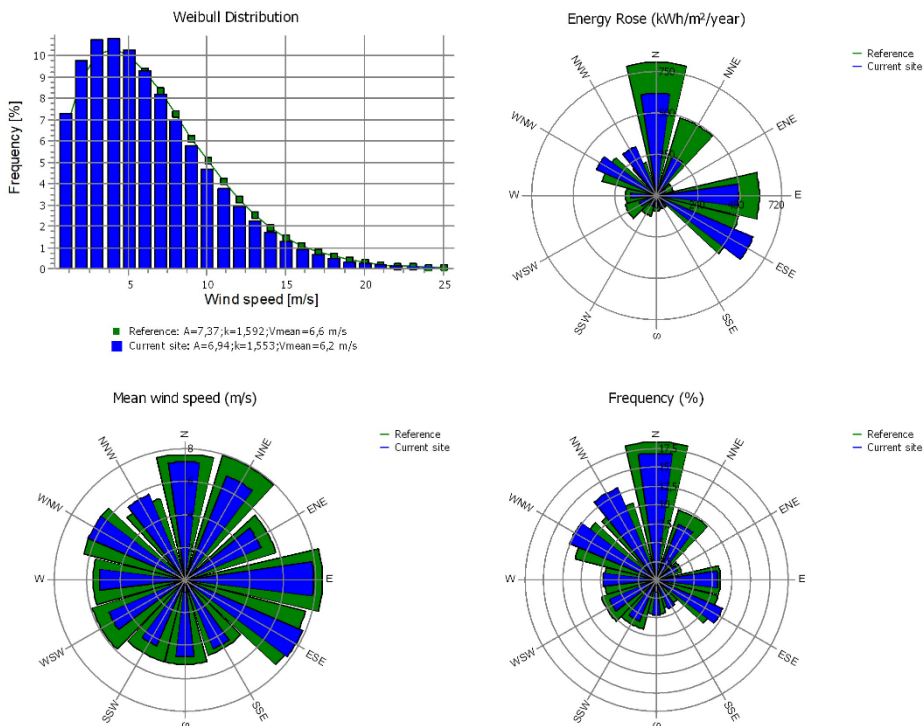 Weibull Distribution
Frequency [%]
10
9
8
7
6
5
4
3
2
1
0
5
10
15
20
25
Wind speed [m/s]
Reference: A=7,37;k=1,592;Vmean=6,6 m/s
Current site: A=6,94;k=1,553;Vmean=6,2 m/s
Energy Rose (kWh/m²/year)
Reference
Current site
N
NNE
ENE
E
ESE
SSE
S
SSW
WSW
W
WNW
NNW
750
720
Mean wind speed (m/s)
Reference
Current site
N
NNE
ENE
E
ESE
SSE
S
SSW
WSW
W
WNW
NNW
8
Frequency (%)
Reference
Current site
N
NNE
ENE
E
ESE
SSE
S
SSW
WSW
W
WNW
NNW
17,5